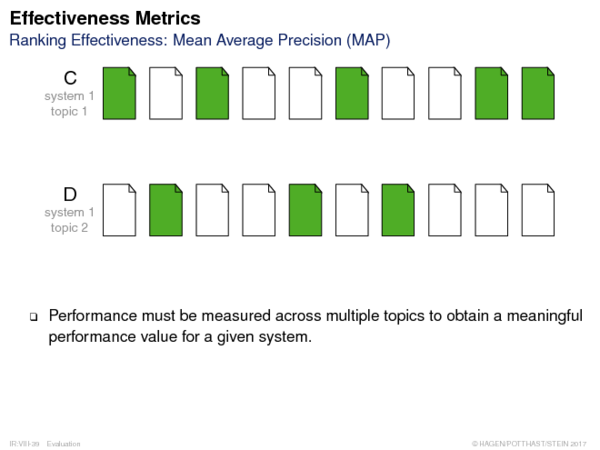 Effectiveness Metrics
Ranking Effectiveness: Mean Average Precision (MAP)
C
system 1
topic 1
D
system 1
topic 2
❑ Performance must be measured across multiple topics to obtain a meaningful
performance value for a given system.
IR:VIII-39 Evaluation © HAGEN/POTTHAST/STEIN 2017